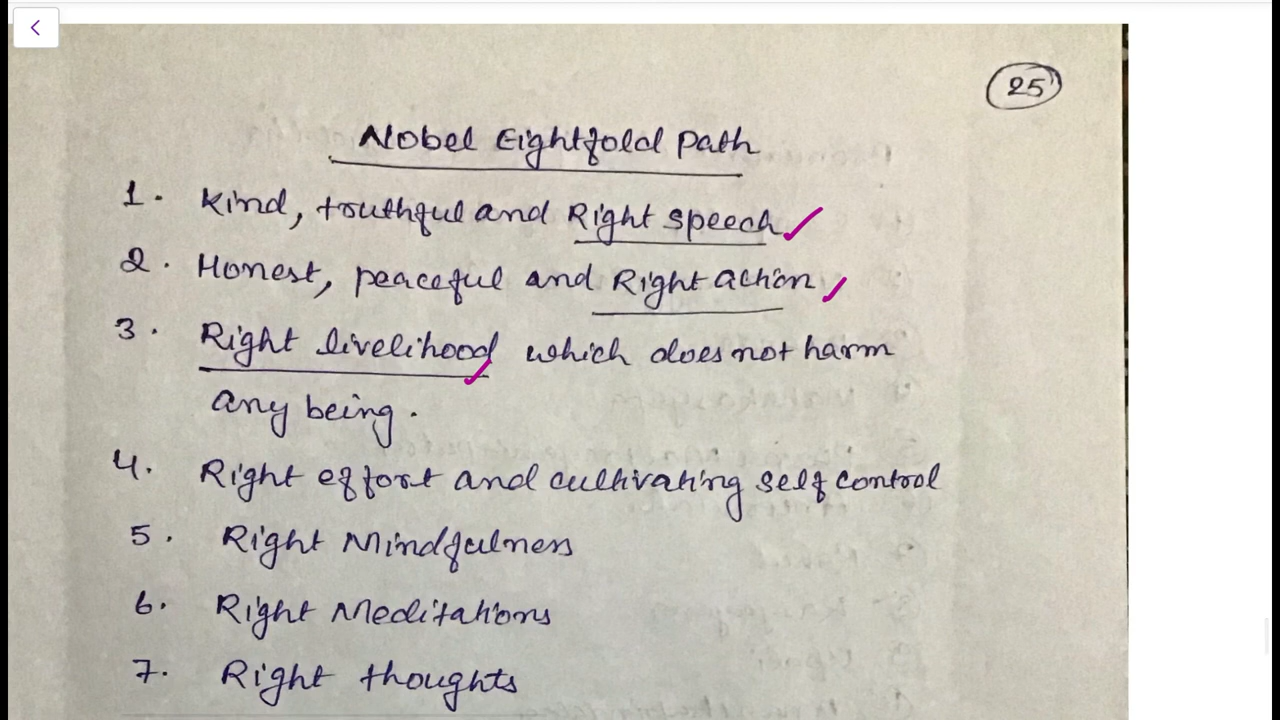 25
Nobel Eightfold Path
1. Kind, truthful and Right speech
2. Honest, peaceful and Right action
3. Right livelihood which does not harm
any being.
4. Right effort and cultivating self control
5. Right Mindfulness
6. Right Meditations
7. Right thoughts